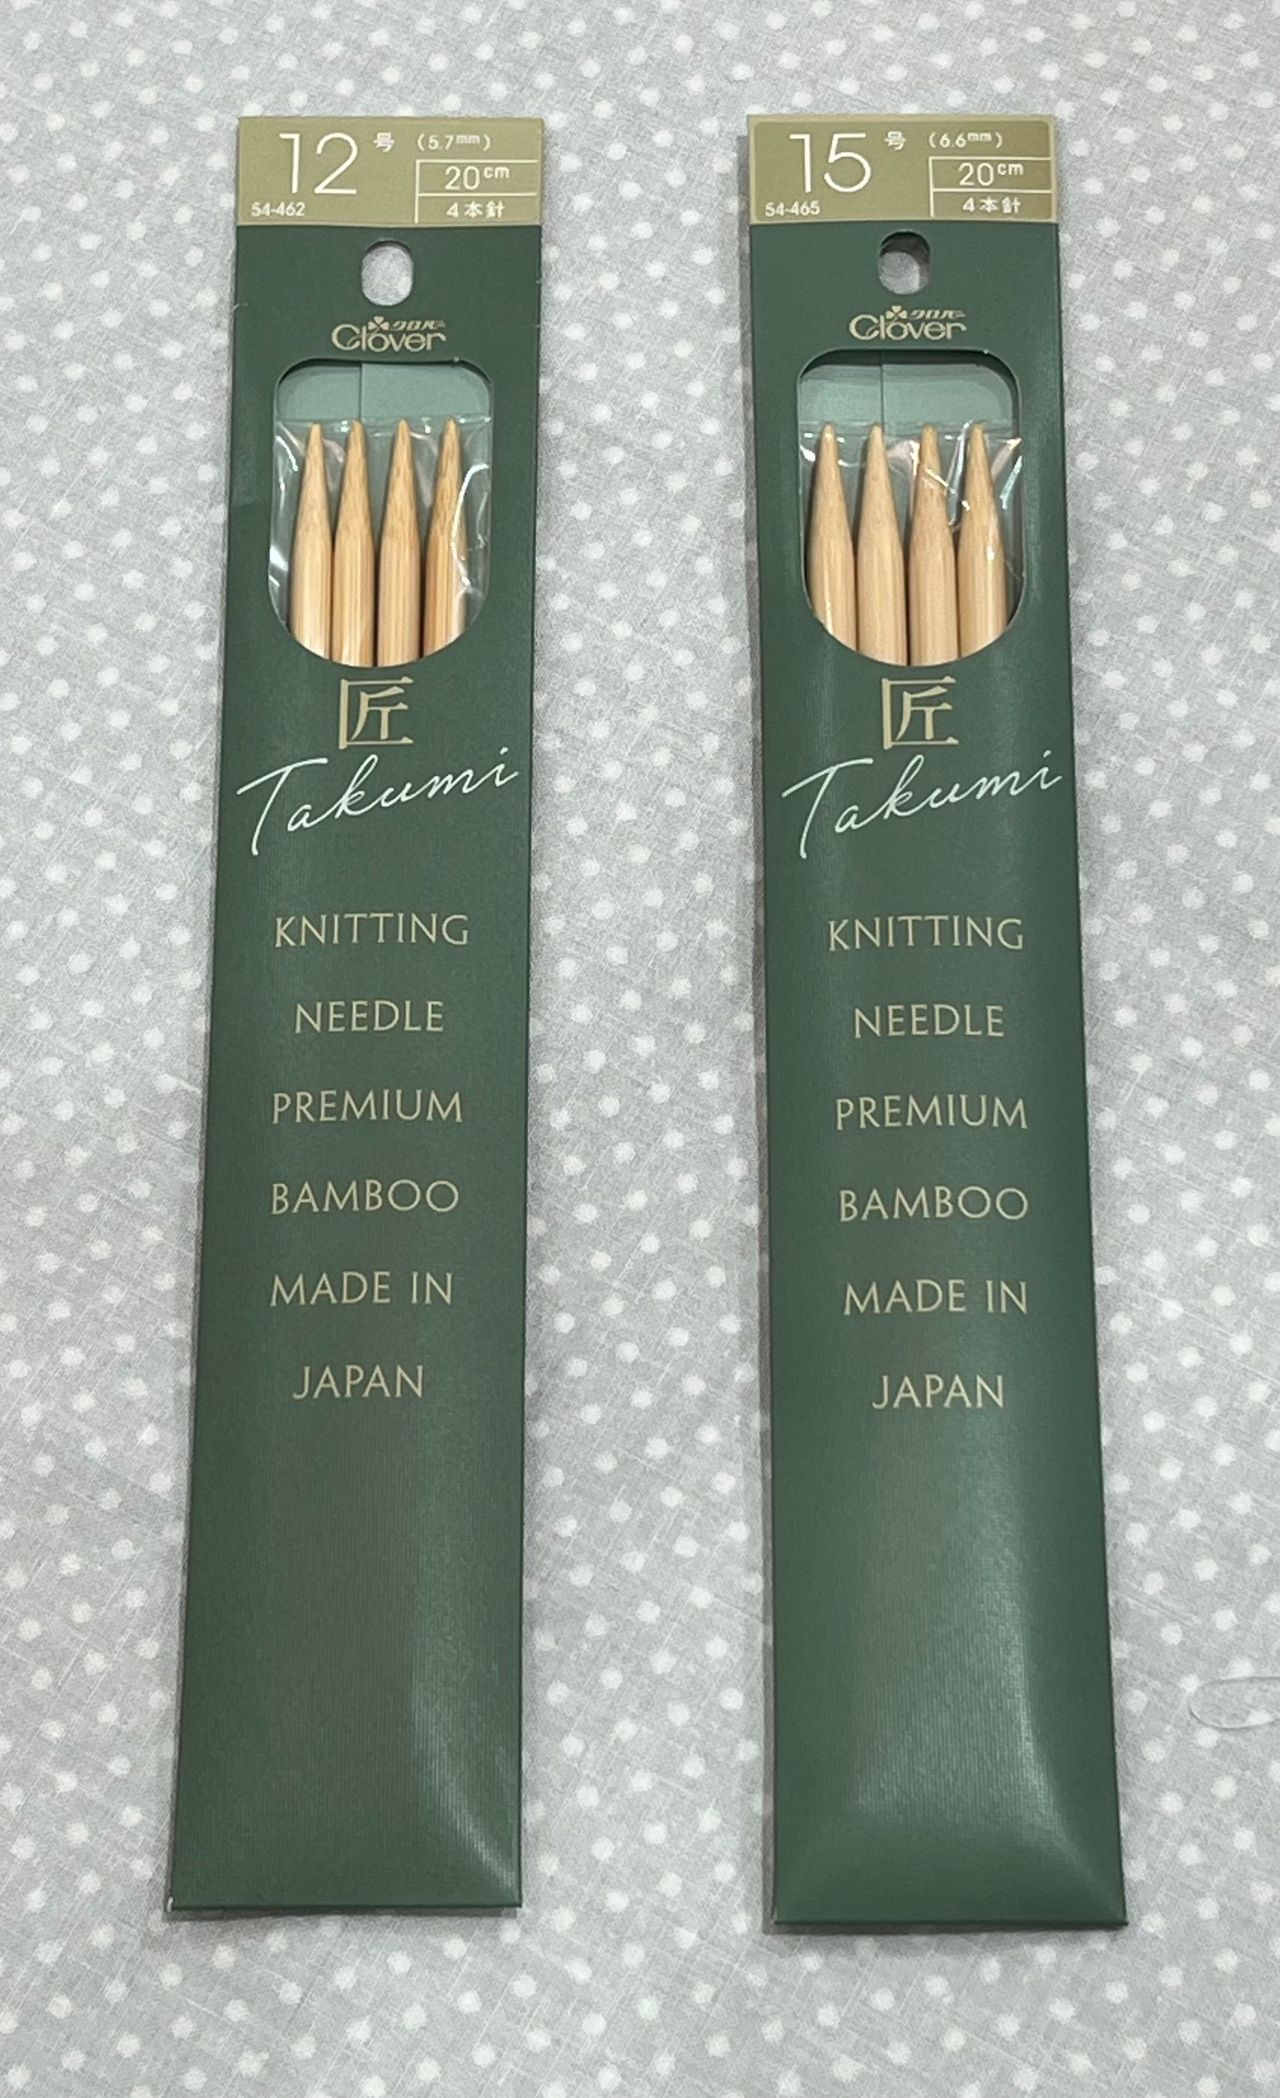 12号 (5.7mm)
20cm
54-462
4本針
クロバー
Clover
匠
Takumi
KNITTING
NEEDLE
PREMIUM
BAMBOO
MADE IN
JAPAN
15号 (6.6mm)
20cm
54-465
4本針
クロバー
Clover
匠
Takumi
KNITTING
NEEDLE
PREMIUM
BAMBOO
MADE IN
JAPAN